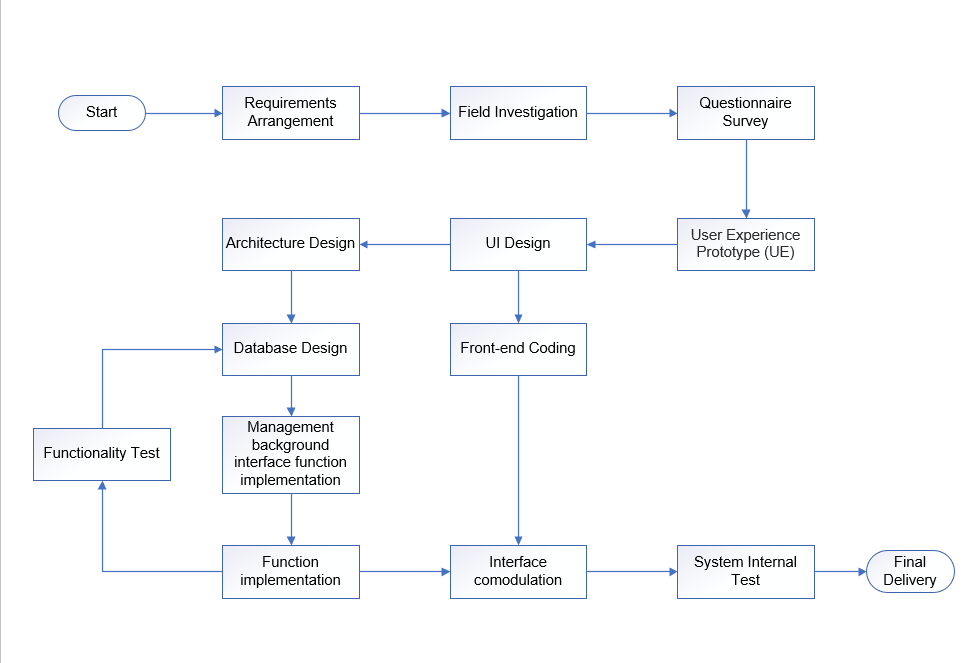 Start
Requirements
Arrangement
Field Investigation
Questionnaire
Survey
Architecture Design
UI Design
User Experience
Prototype (UE)
Database Design
Front-end Coding
Functionality Test
Management
background
interface function
implementation
Function
implementation
Interface
comodulation
System Internal
Test
Final
Delivery